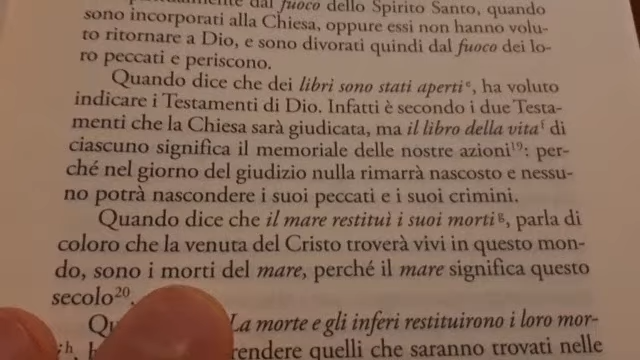 dal fuoco dello Spirito Santo, quando
sono incorporati alla Chiesa, oppure essi non hanno volu-
to ritornare a Dio, e sono divorati quindi dal fuoco dei lo-
ro peccati e periscono.
Quando dice che dei libri sono stati aperti e, ha voluto
indicare i Testamenti di Dio. Infatti è secondo i due Testa-
menti che la Chiesa sarà giudicata, ma il libro della vita f di
ciascuno significa il memoriale delle nostre azioni19: per-
ché nel giorno del giudizio nulla rimarrà nascosto e nessu-
no potrà nascondere i suoi peccati e i suoi crimini.
Quando dice che il mare restituì i suoi morti g, parla di
coloro che la venuta del Cristo troverà vivi in questo mon-
do, sono i morti del mare, perché il mare significa questo
secolo20.
La morte e gli inferi restituirono i loro mor-
h, rendere quelli che saranno trovati nelle